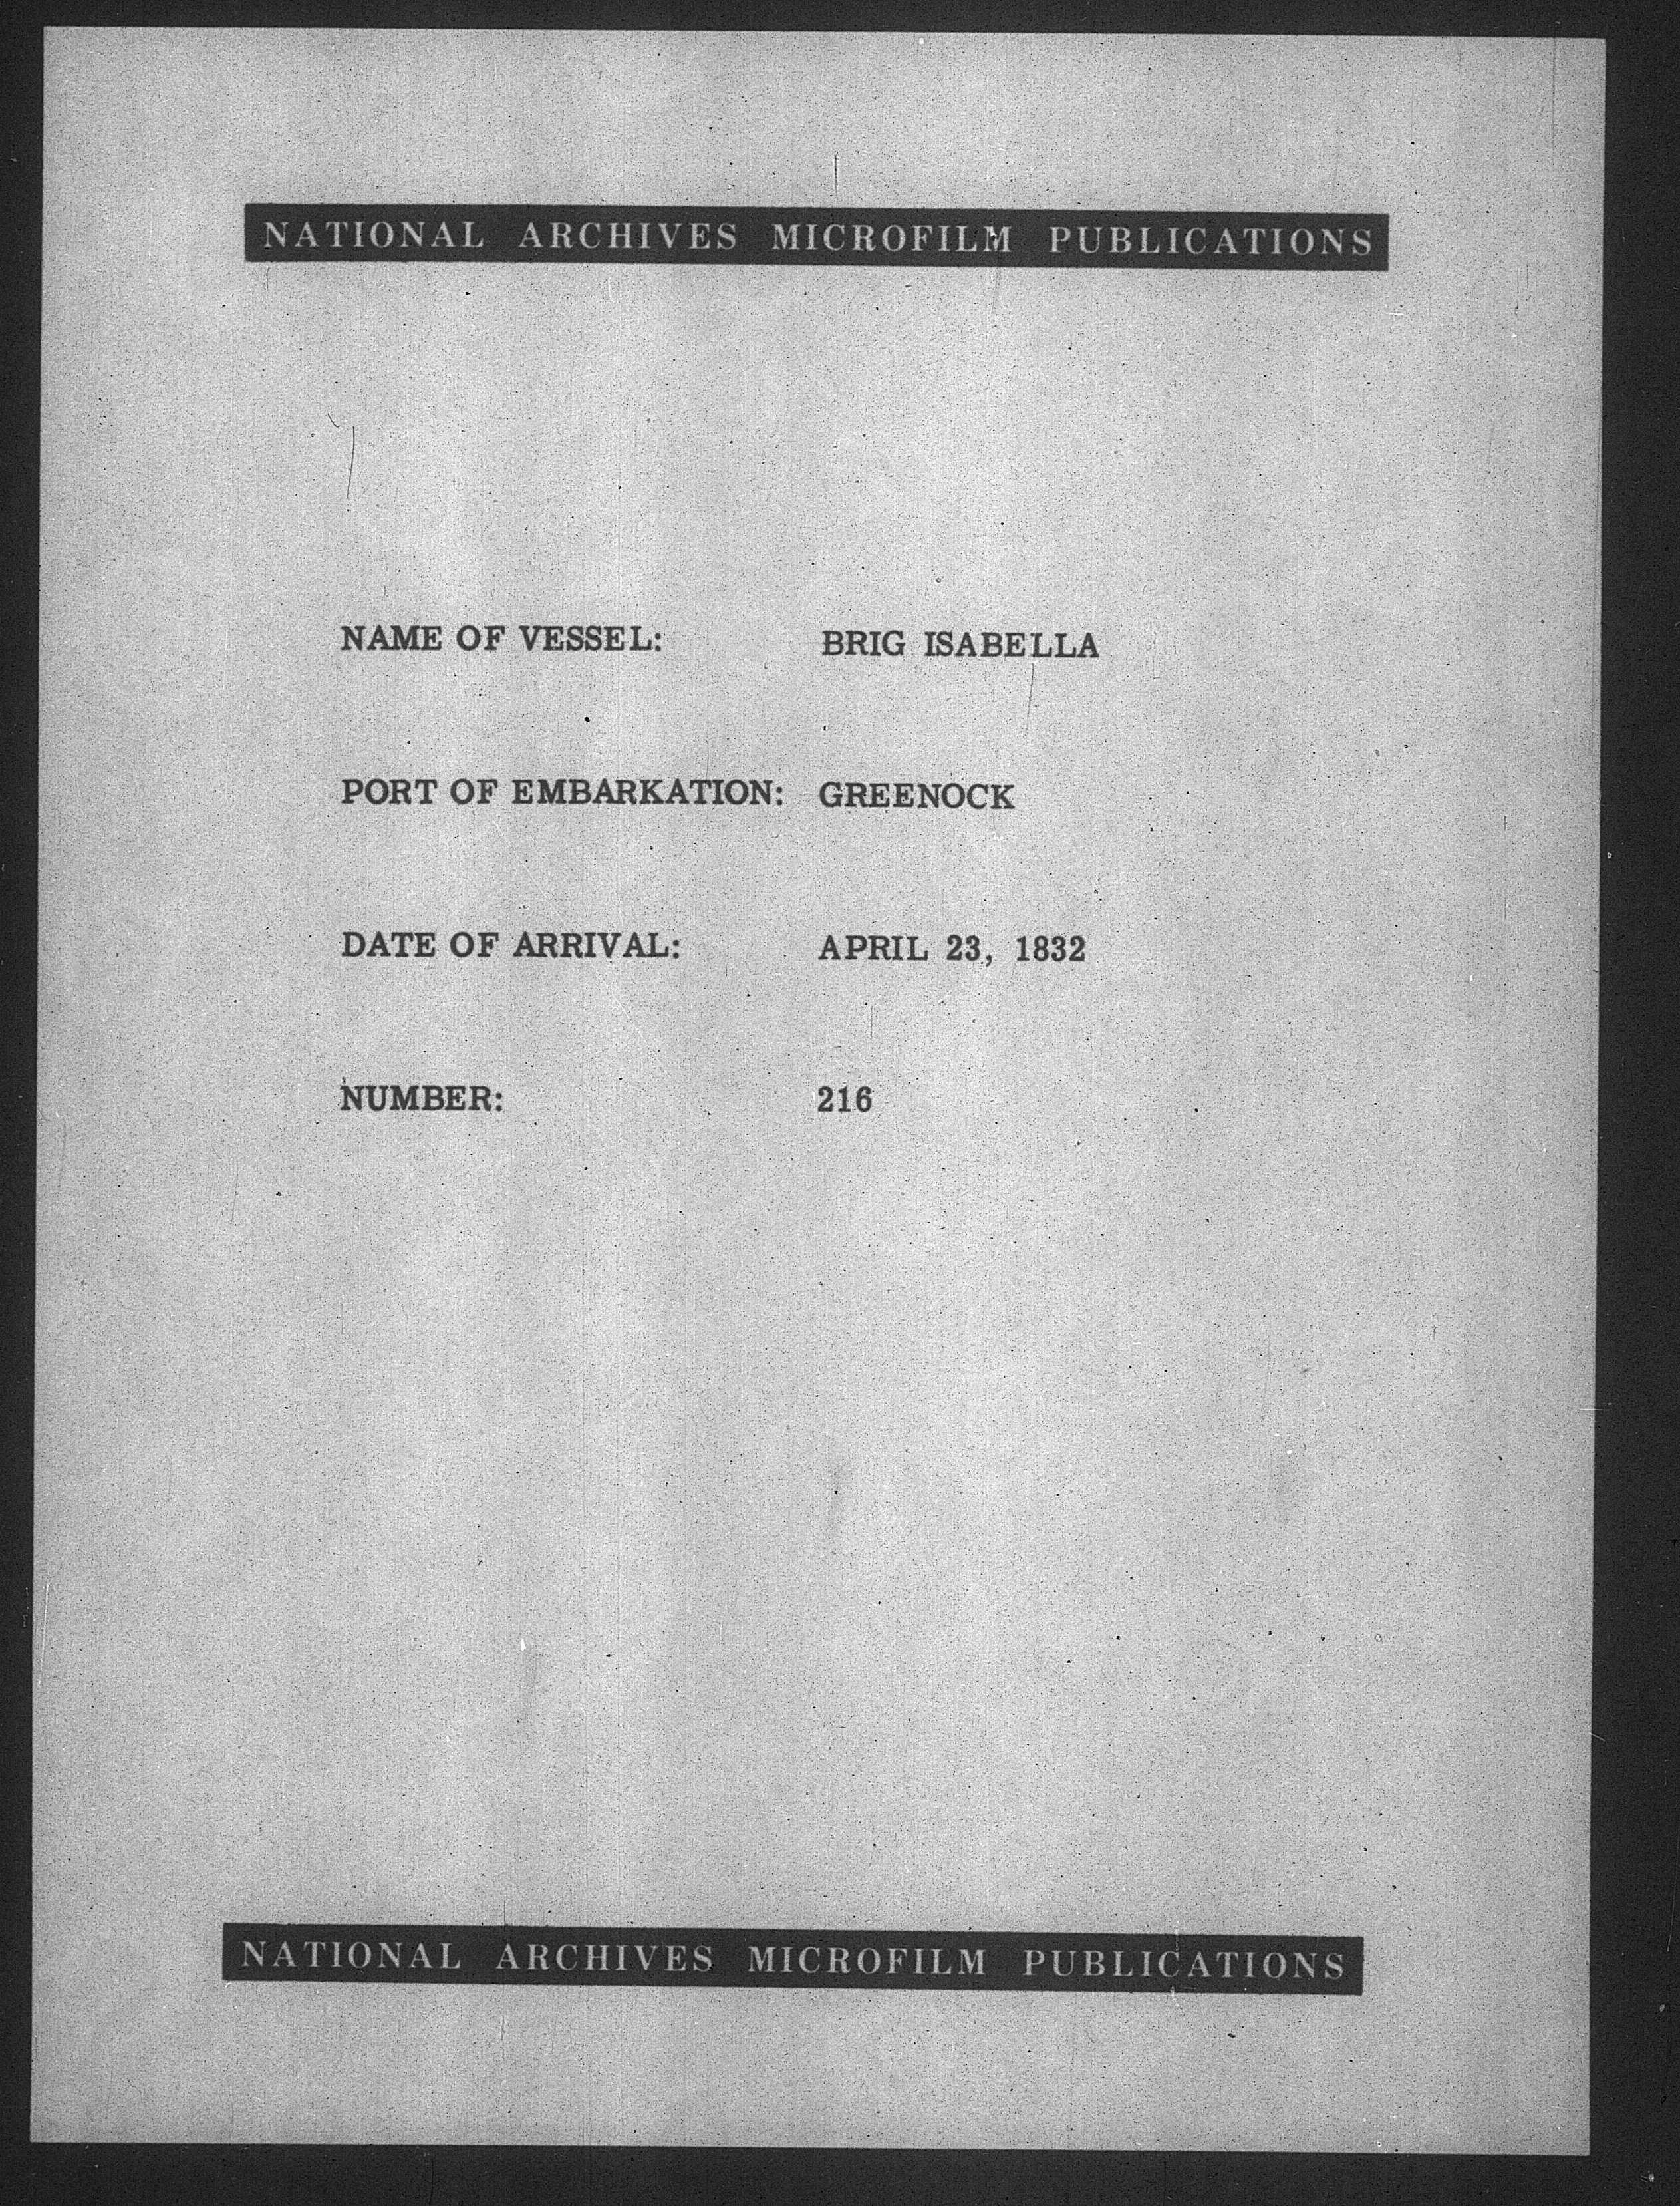 NATIONAL ARCHIVES MICROFILM PUBLICATIONS
NAME OF VESSEL: BRIG ISABELLA
PORT OF EMBARKATION: GREENOCK
DATE OF ARRIVAL: APRIL 23, 1832
NUMBER: 216
NATIONAL ARCHIVES MICROFILM PUBLICATIONS